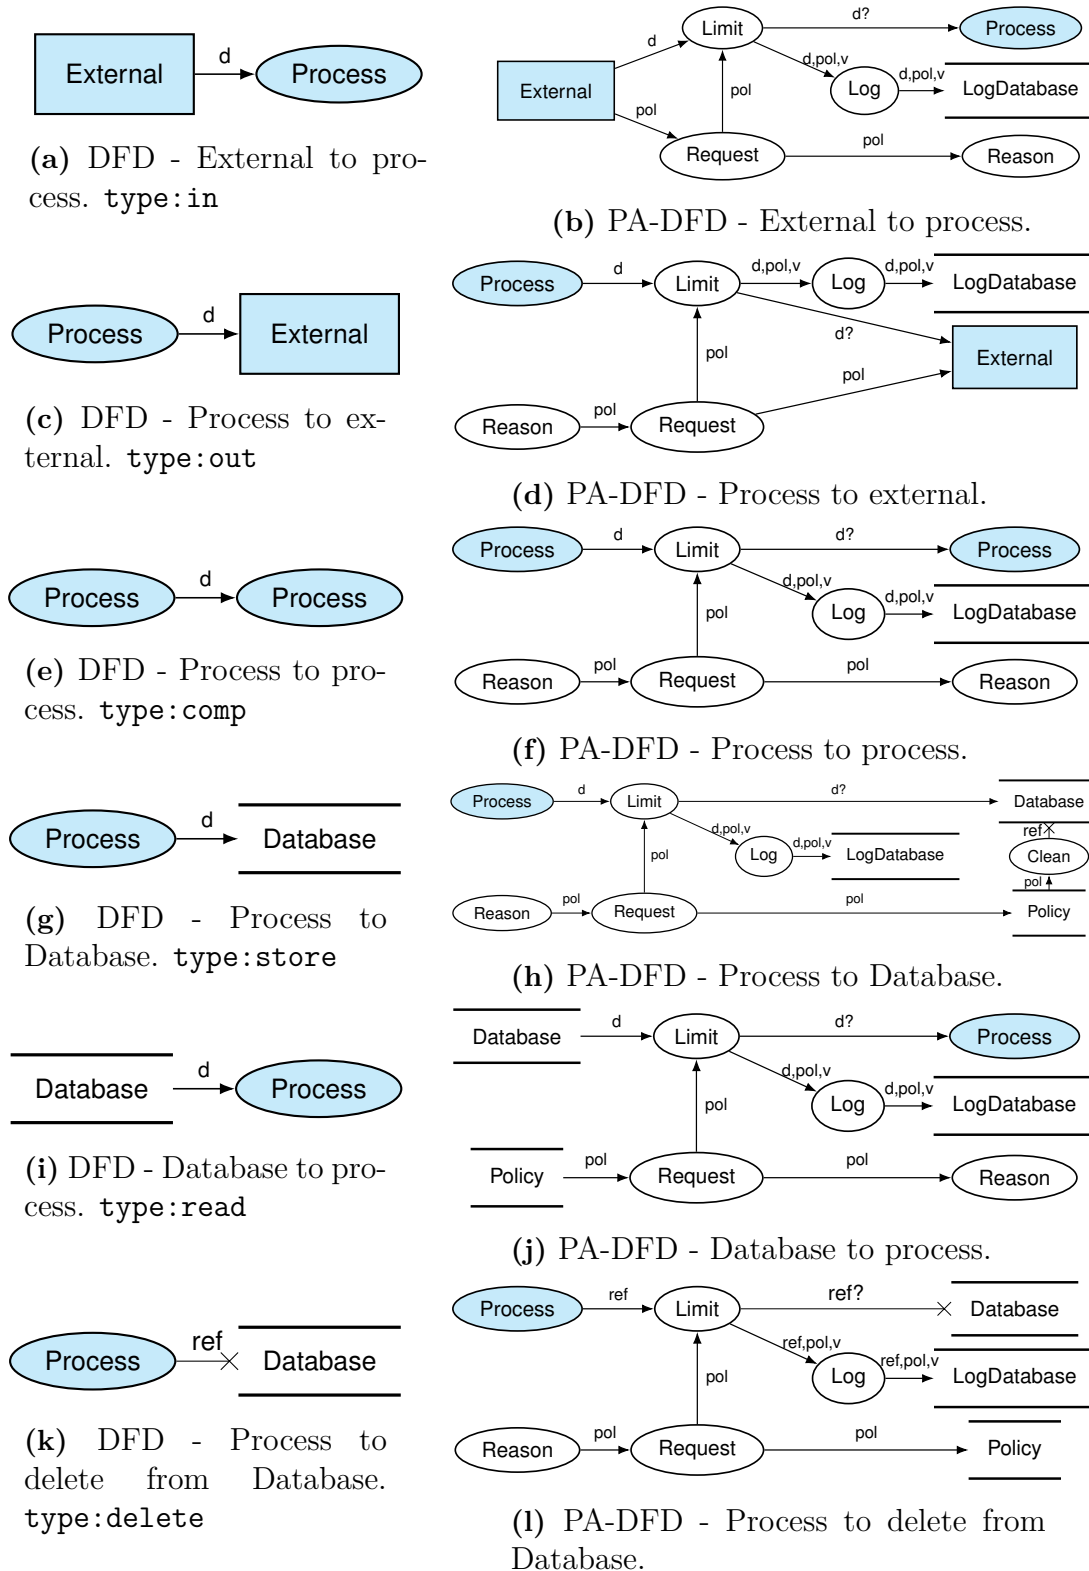 External
d
Process
(a) DFD - External to pro-
cess. type:in
External
d
pol
Limit
pol
Request
d?
d,pol,v
Log
d,pol,v
pol
Process
LogDatabase
Reason
(b) PA-DFD - External to process.
Process
d
External
(c) DFD - Process to ex-
ternal. type:out
Process
d
Limit
d,pol,v
Log
d,pol,v
LogDatabase
d?
External
pol
pol
Reason
pol
Request
(d) PA-DFD - Process to external.
Process
d
Process
(e) DFD - Process to pro-
cess. type:comp
Process
d
Limit
d?
Process
d,pol,v
Log
d,pol,v
LogDatabase
pol
Reason
pol
Request
pol
Reason
(f) PA-DFD - Process to process.
Process
d
Database
(g) DFD - Process to
Database. type:store
Process
d
Limit
d?
Database
d,pol,v
Log
d,pol,v
LogDatabase
ref
Clean
pol
pol
Reason
pol
Request
pol
Policy
(h) PA-DFD - Process to Database.
Database
d
Process
(i) DFD - Database to pro-
cess. type:read
Database
d
Limit
d?
Process
d,pol,v
Log
d,pol,v
LogDatabase
pol
Policy
pol
Request
pol
Reason
(j) PA-DFD - Database to process.
Process
ref
Database
(k) DFD - Process to
delete from Database.
type:delete
Process
ref
Limit
ref?
Database
ref,pol,v
Log
ref,pol,v
LogDatabase
pol
Reason
pol
Request
pol
Policy
(l) PA-DFD - Process to delete from
Database.